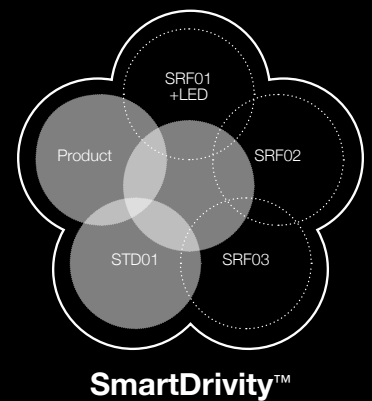 SRF01
+LED
Product
SRF02
STD01
SRF03
SmartDrivity™